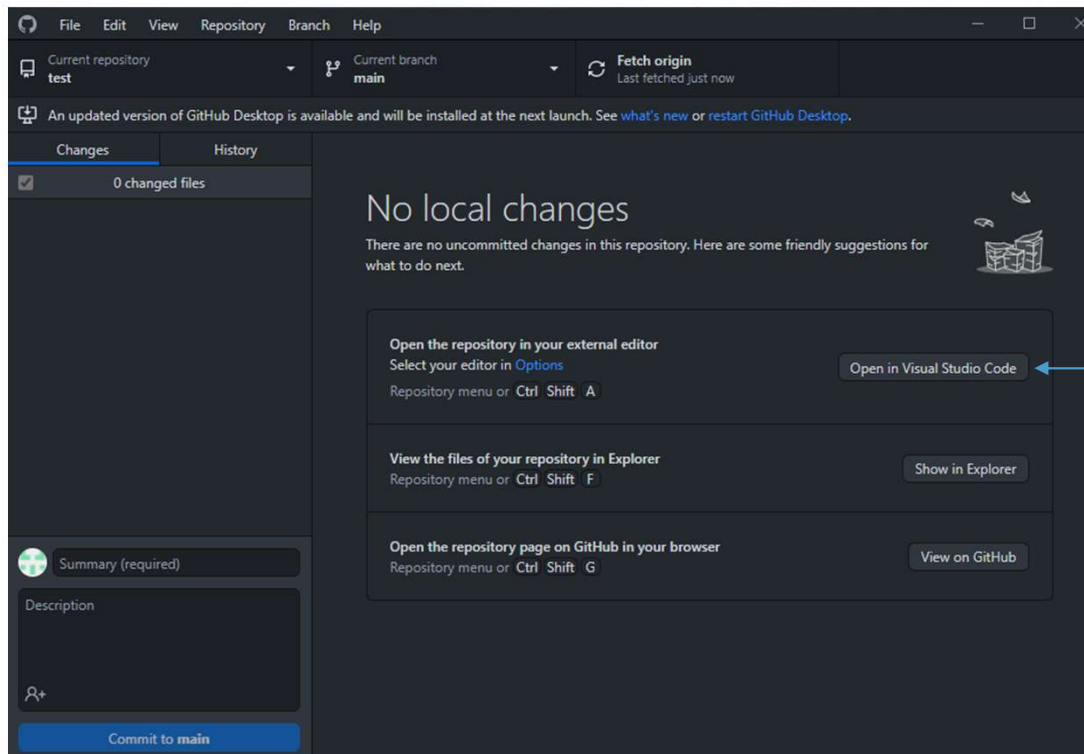 File Edit View Repository Branch Help
Current repository
test
Current branch
main
Fetch origin
Last fetched just now
An updated version of GitHub Desktop is available and will be installed at the next launch. See what's new or restart GitHub Desktop.
Changes
History
0 changed files
No local changes
There are no uncommitted changes in this repository. Here are some friendly suggestions for
what to do next.
Open the repository in your external editor
Select your editor in Options
Repository menu or Ctrl Shift A
Open in Visual Studio Code
View the files of your repository in Explorer
Repository menu or Ctrl Shift F
Show in Explorer
Open the repository page on GitHub in your browser
Repository menu or Ctrl Shift G
View on GitHub
Summary (required)
Description
Commit to main